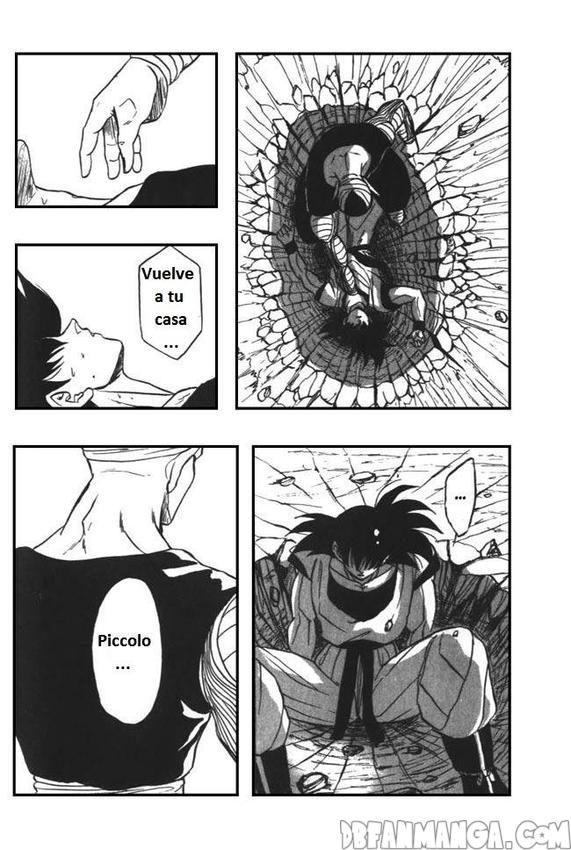 Vuelve
a tu
casa
...
...
Piccolo
...
DBFANMANGA.COM